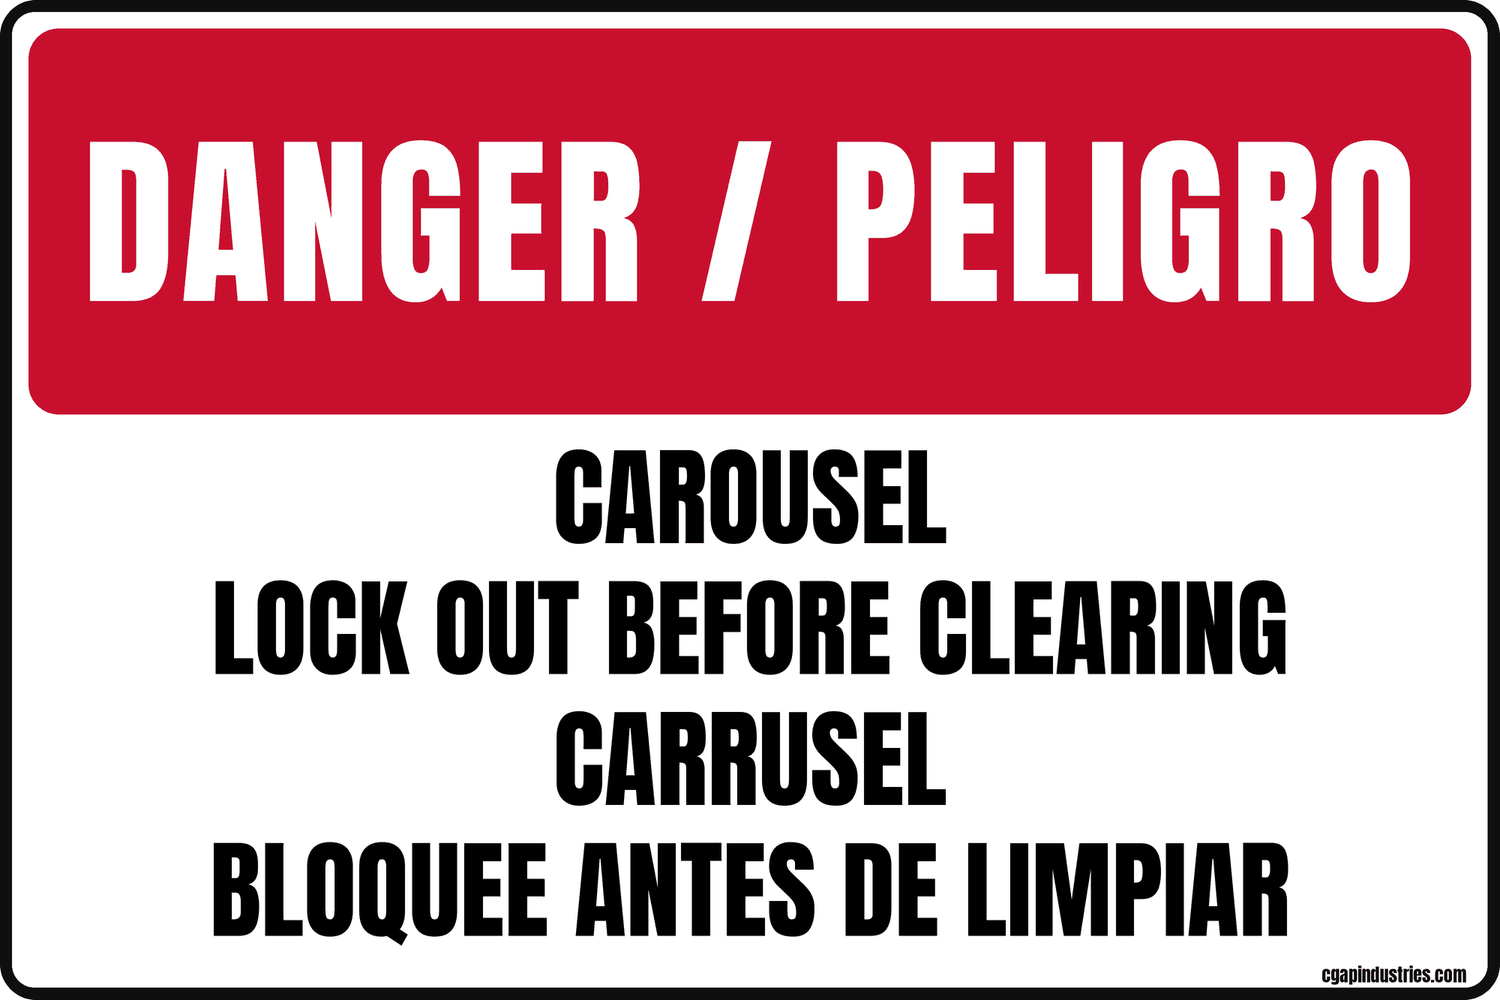 DANGER / PELIGRO
CAROUSEL
LOCK OUT BEFORE CLEARING
CARRUSEL
BLOQUEE ANTES DE LIMPIAR
cgapindustries.com